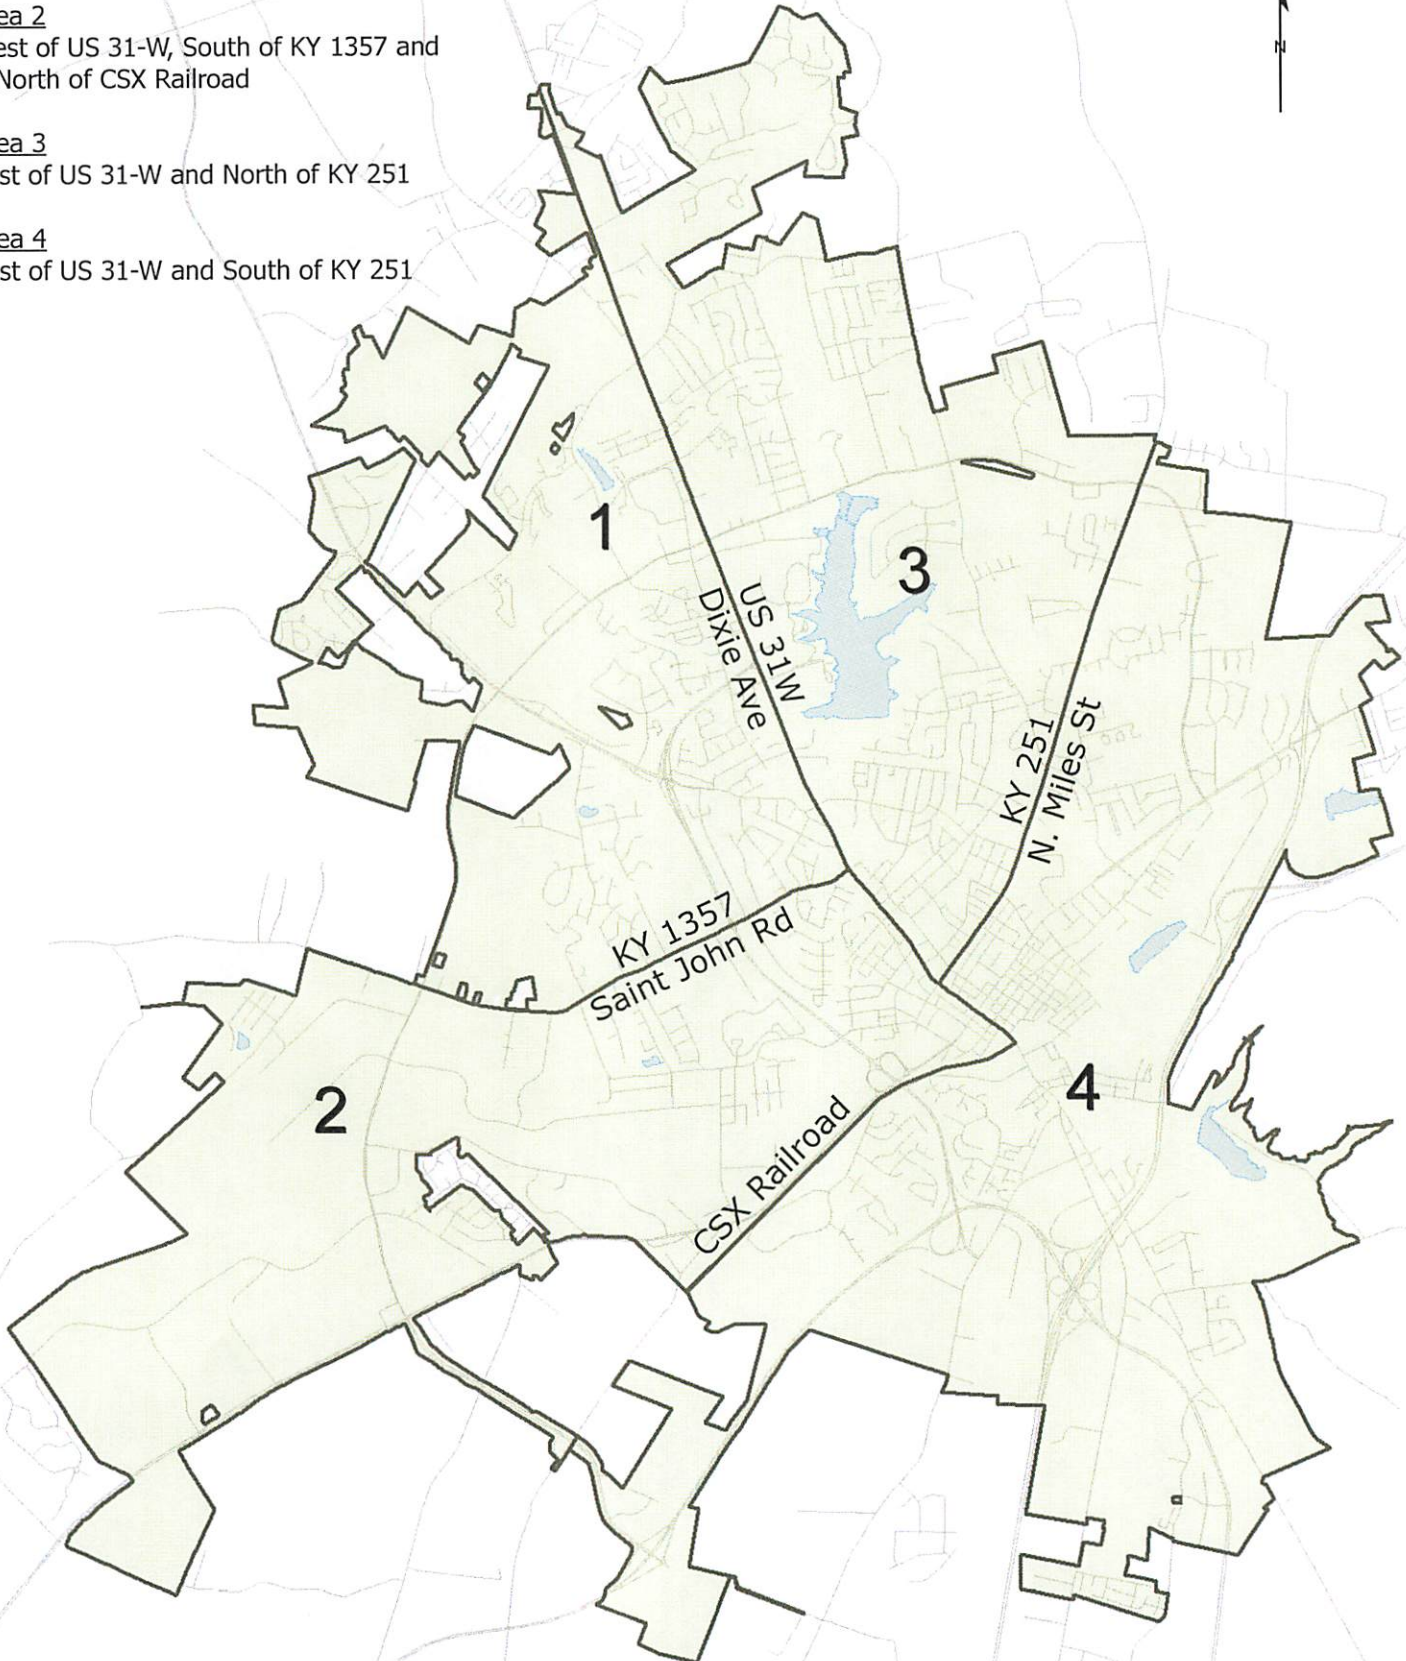 ea 2
est of US 31-W, South of KY 1357 and
North of CSX Railroad
ea 3
st of US 31-W and North of KY 251
ea 4
st of US 31-W and South of KY 251
N
1
3
US 31W
Dixie Ave
KY 251
N. Miles St
KY 1357
Saint John Rd
2
4
CSX Railroad